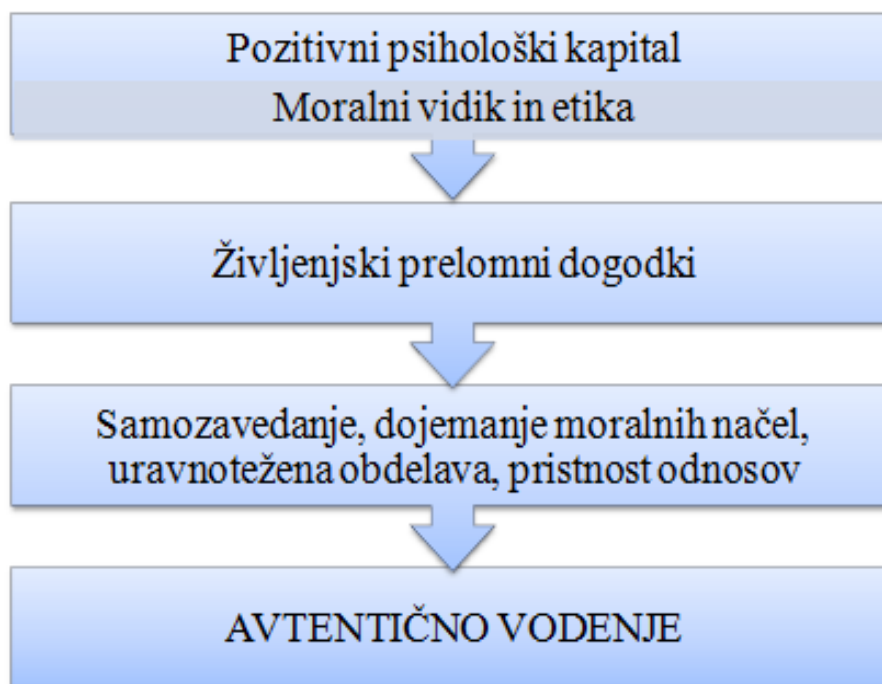 Pozitivni psihološki kapital
Moralni vidik in etika
Življenjski prelomni dogodki
Samozavedanje, dojemanje moralnih načel,
uravnotežena obdelava, pristnost odnosov
AVTENTIČNO VODENJE